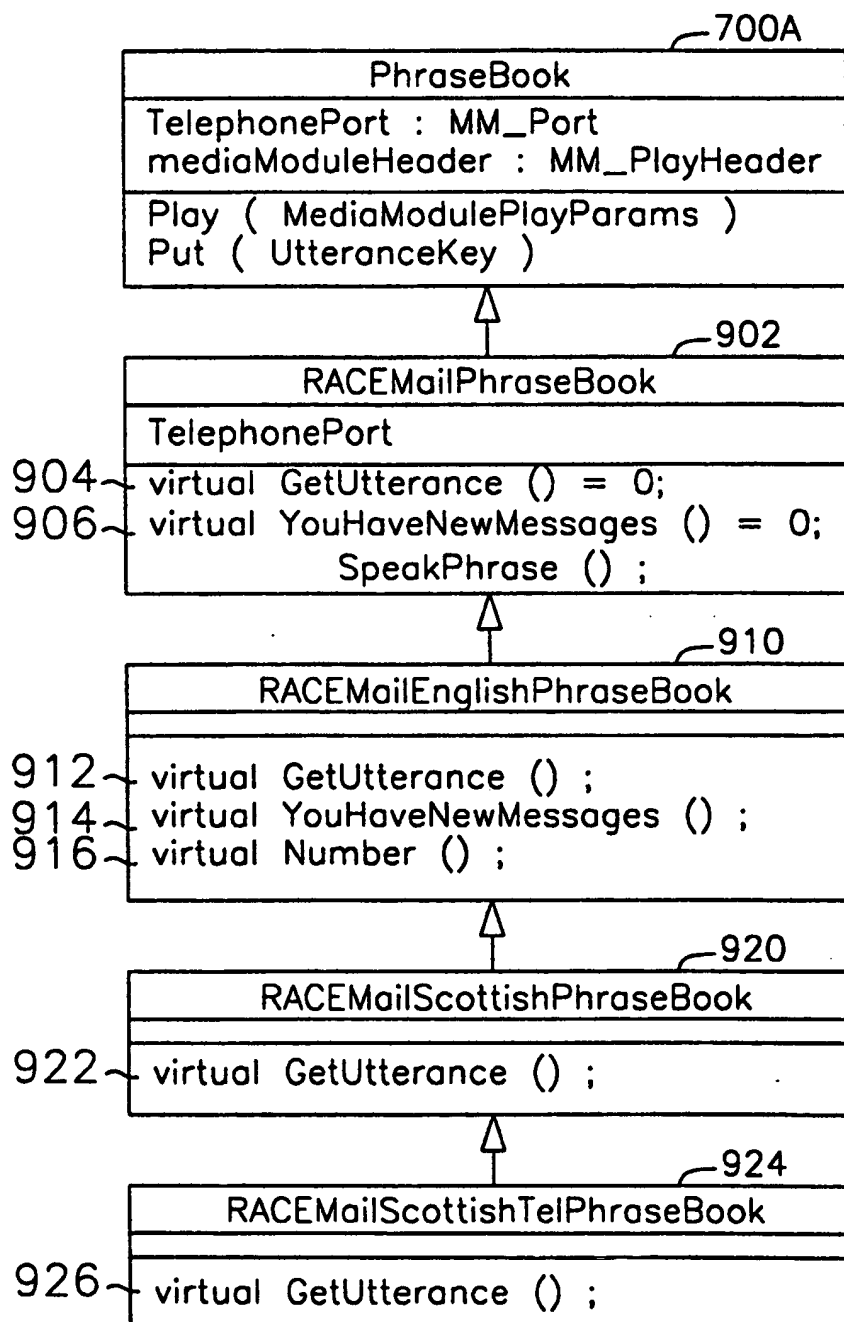 700A
PhraseBook
TelephonePort : MM_Port
mediaModuleHeader : MM_PlayHeader
Play ( MediaModulePlayParams )
Put ( UtteranceKey )
902
RACEMailPhraseBook
TelephonePort
904 virtual GetUtterance () = 0;
906 virtual YouHaveNewMessages () = 0;
SpeakPhrase () ;
910
RACEMailEnglishPhraseBook
912 virtual GetUtterance () ;
914 virtual YouHaveNewMessages () ;
916 virtual Number () ;
920
RACEMailScottishPhraseBook
922 virtual GetUtterance () ;
924
RACEMailScottishTelPhraseBook
926 virtual GetUtterance () ;